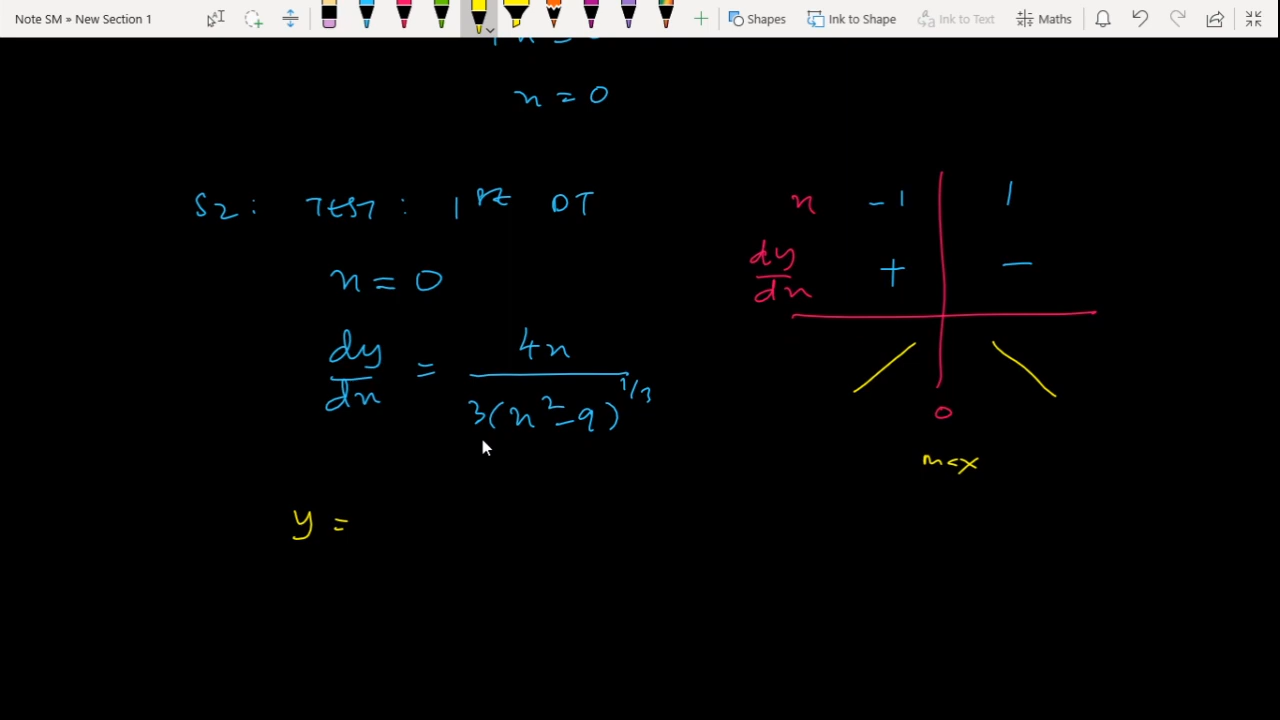 Note SM » New Section 1
Shapes
Ink to Shape
Ink to Text
Maths
x = 0
S2: TEST: 1st DT
x = 0
dy/dx = 4x / 3(x² - 9)^1/3
y =
x -1 1
dy/dx + −
0
max